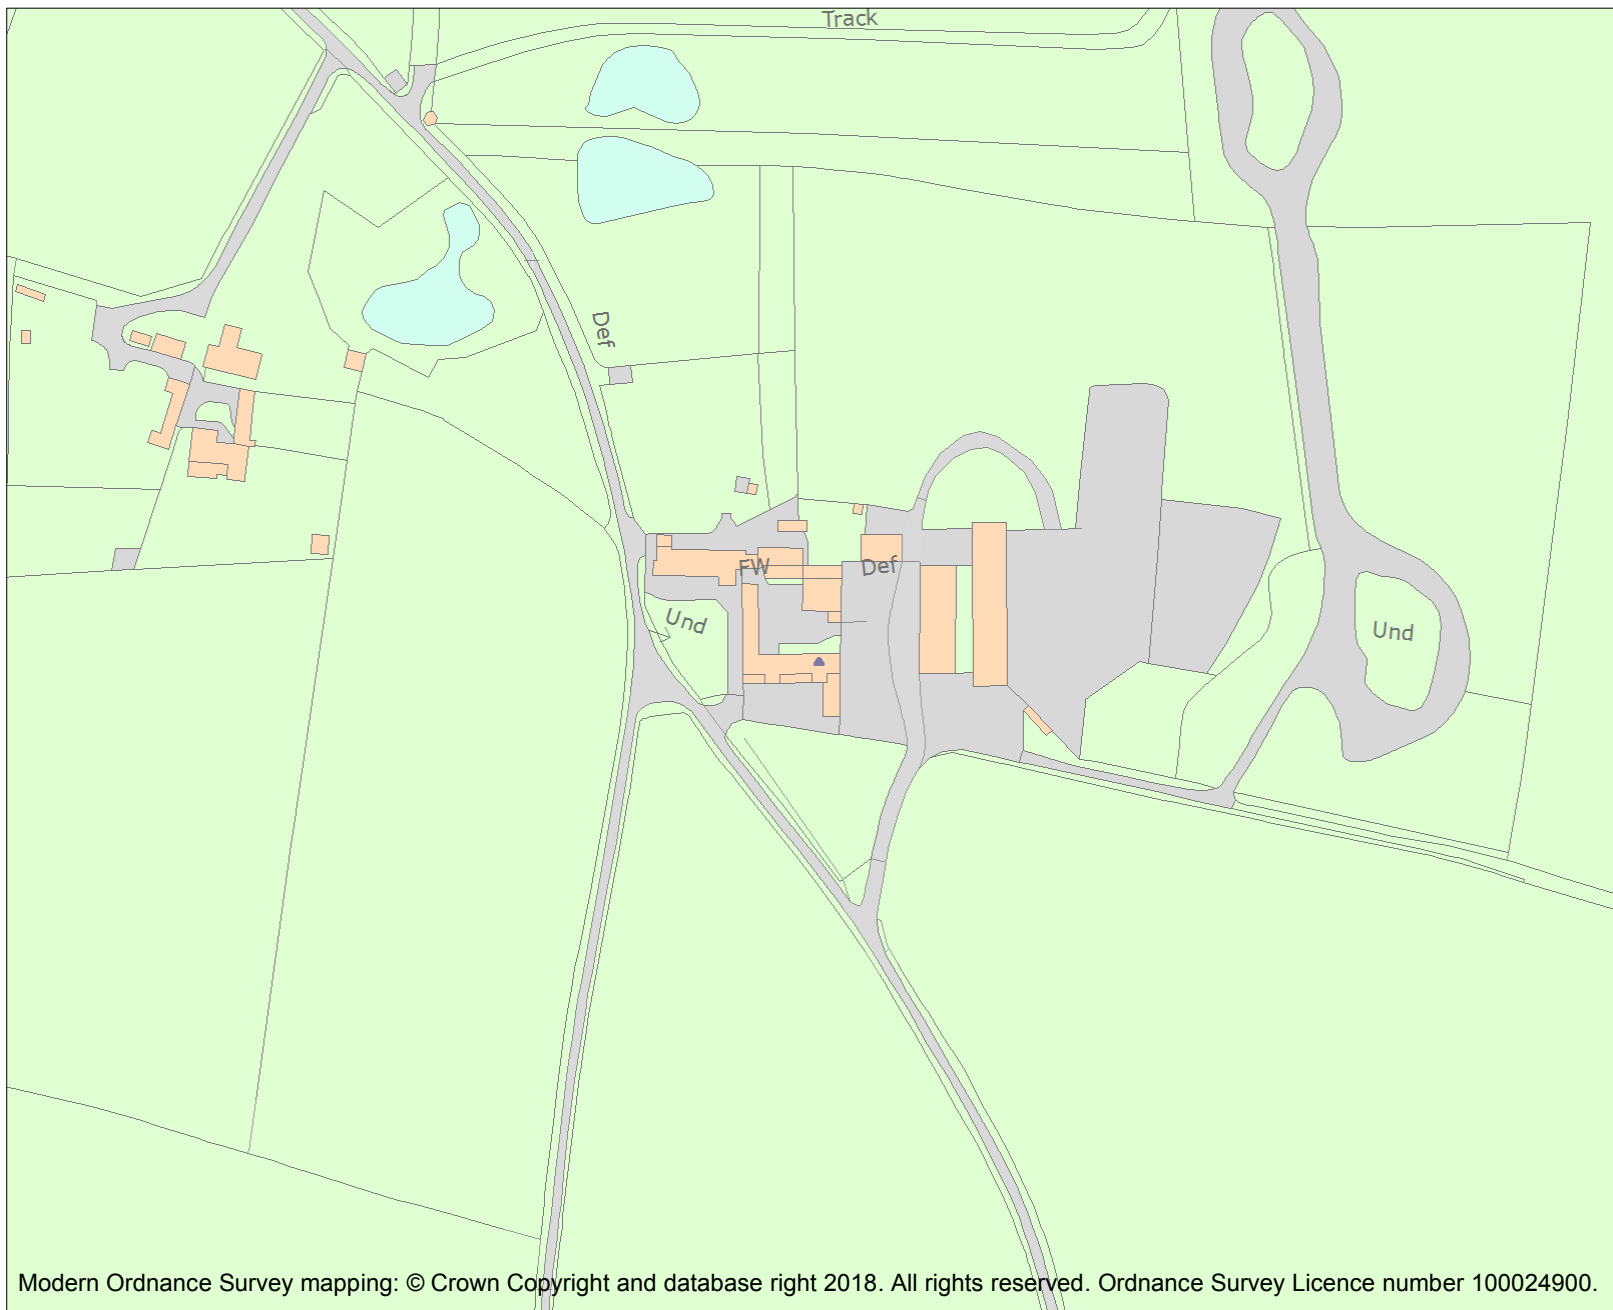 Track
Def
FW
Def
Und
Und
Modern Ordnance Survey mapping: © Crown Copyright and database right 2018. All rights reserved. Ordnance Survey Licence number 100024900.